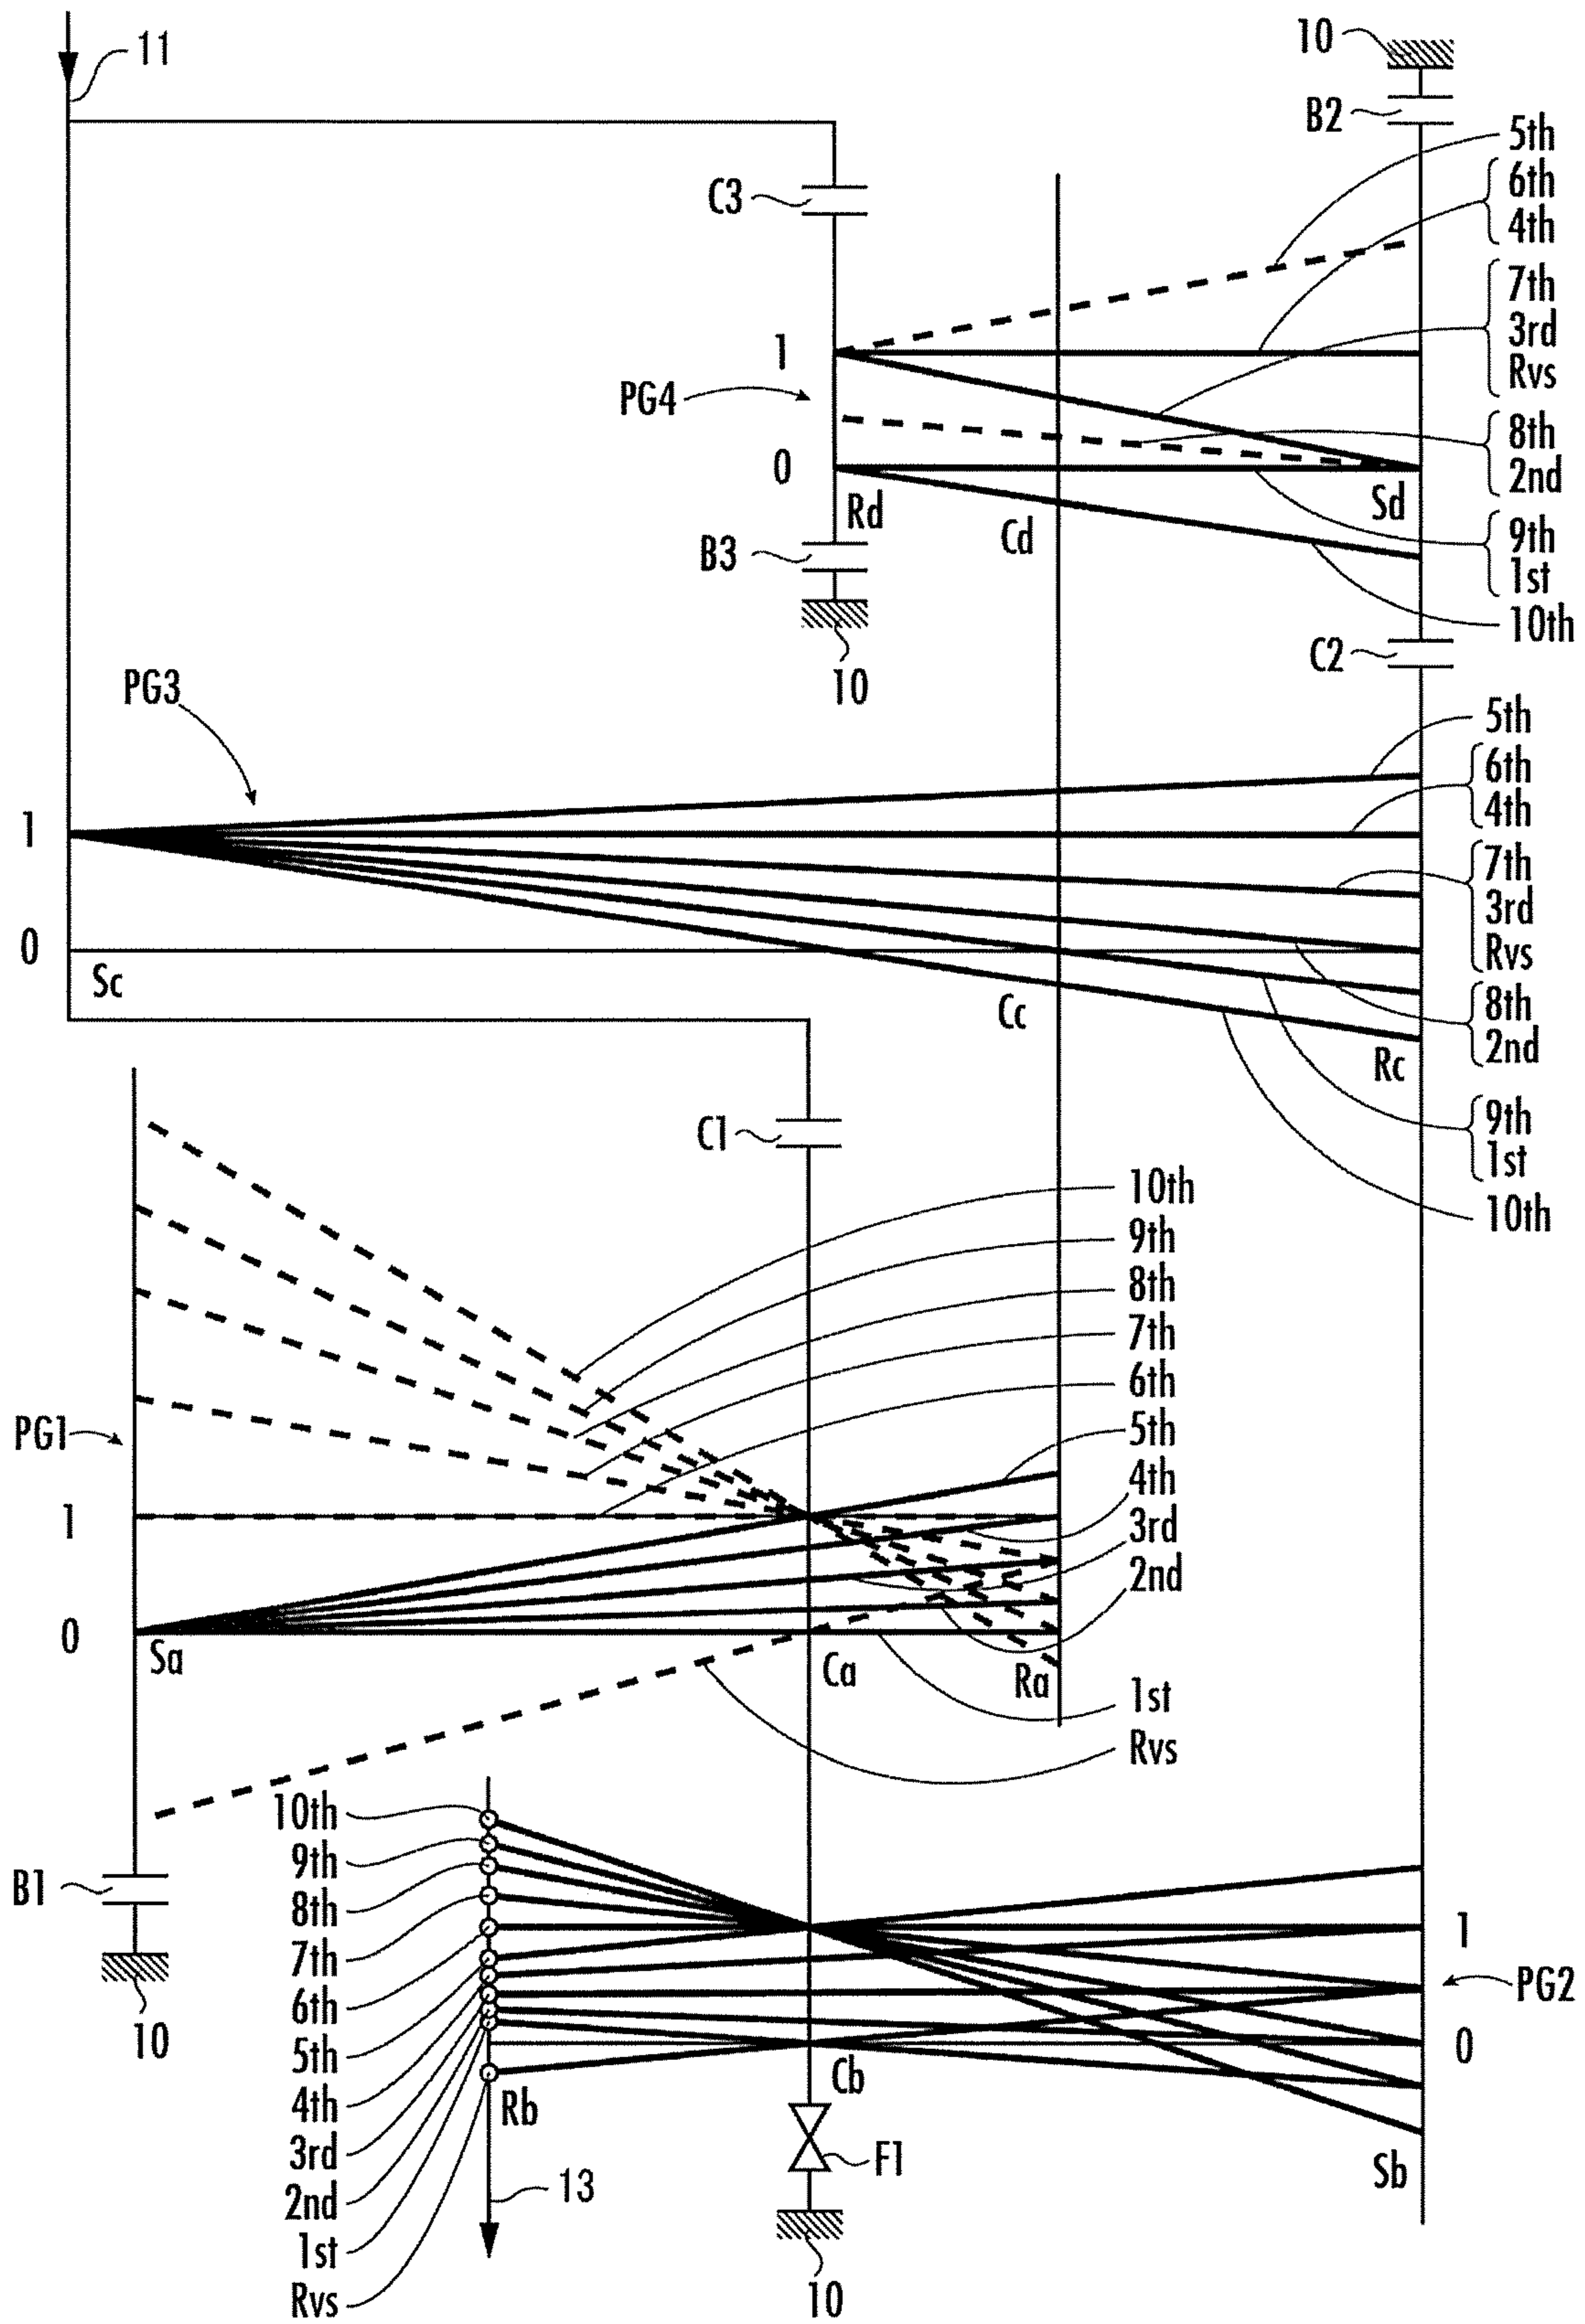 11
10
B2
5th
6th
4th
C3
7th
3rd
Rvs
1
PG4
8th
2nd
0
Rd
Cd
Sd
9th
1st
10th
B3
10
C2
PG3
5th
6th
4th
1
7th
3rd
Rvs
0
Sc
Cc
Rc
8th
2nd
9th
1st
10th
C1
10th
9th
8th
7th
6th
5th
4th
3rd
2nd
PG1
1
0
Sa
Ca
Ra
1st
Rvs
10th
9th
8th
7th
6th
5th
4th
3rd
2nd
1st
Rvs
B1
10
1
PG2
0
Rb
Cb
F1
Sb
13
10